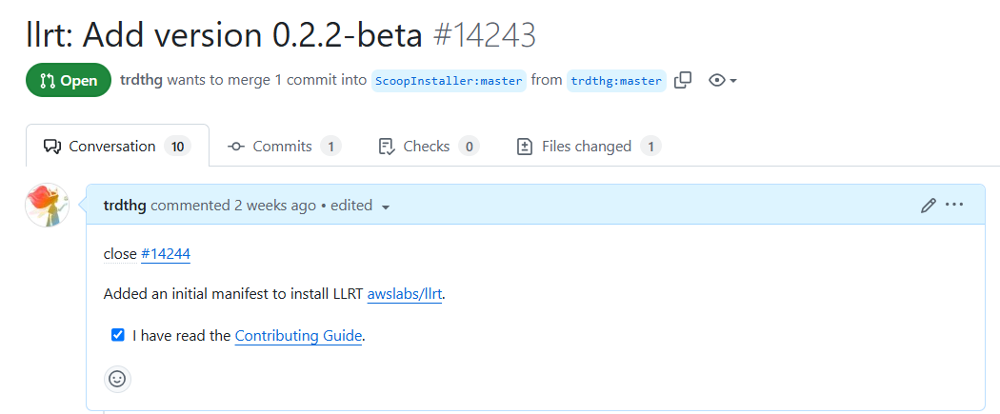 llrt: Add version 0.2.2-beta #14243
Open trdthg wants to merge 1 commit into ScoopInstaller:master from trdthg:master
Conversation 10 Commits 1 Checks 0 Files changed 1
trdthg commented 2 weeks ago • edited
close #14244
Added an initial manifest to install LLRT awslabs/llrt.
I have read the Contributing Guide.